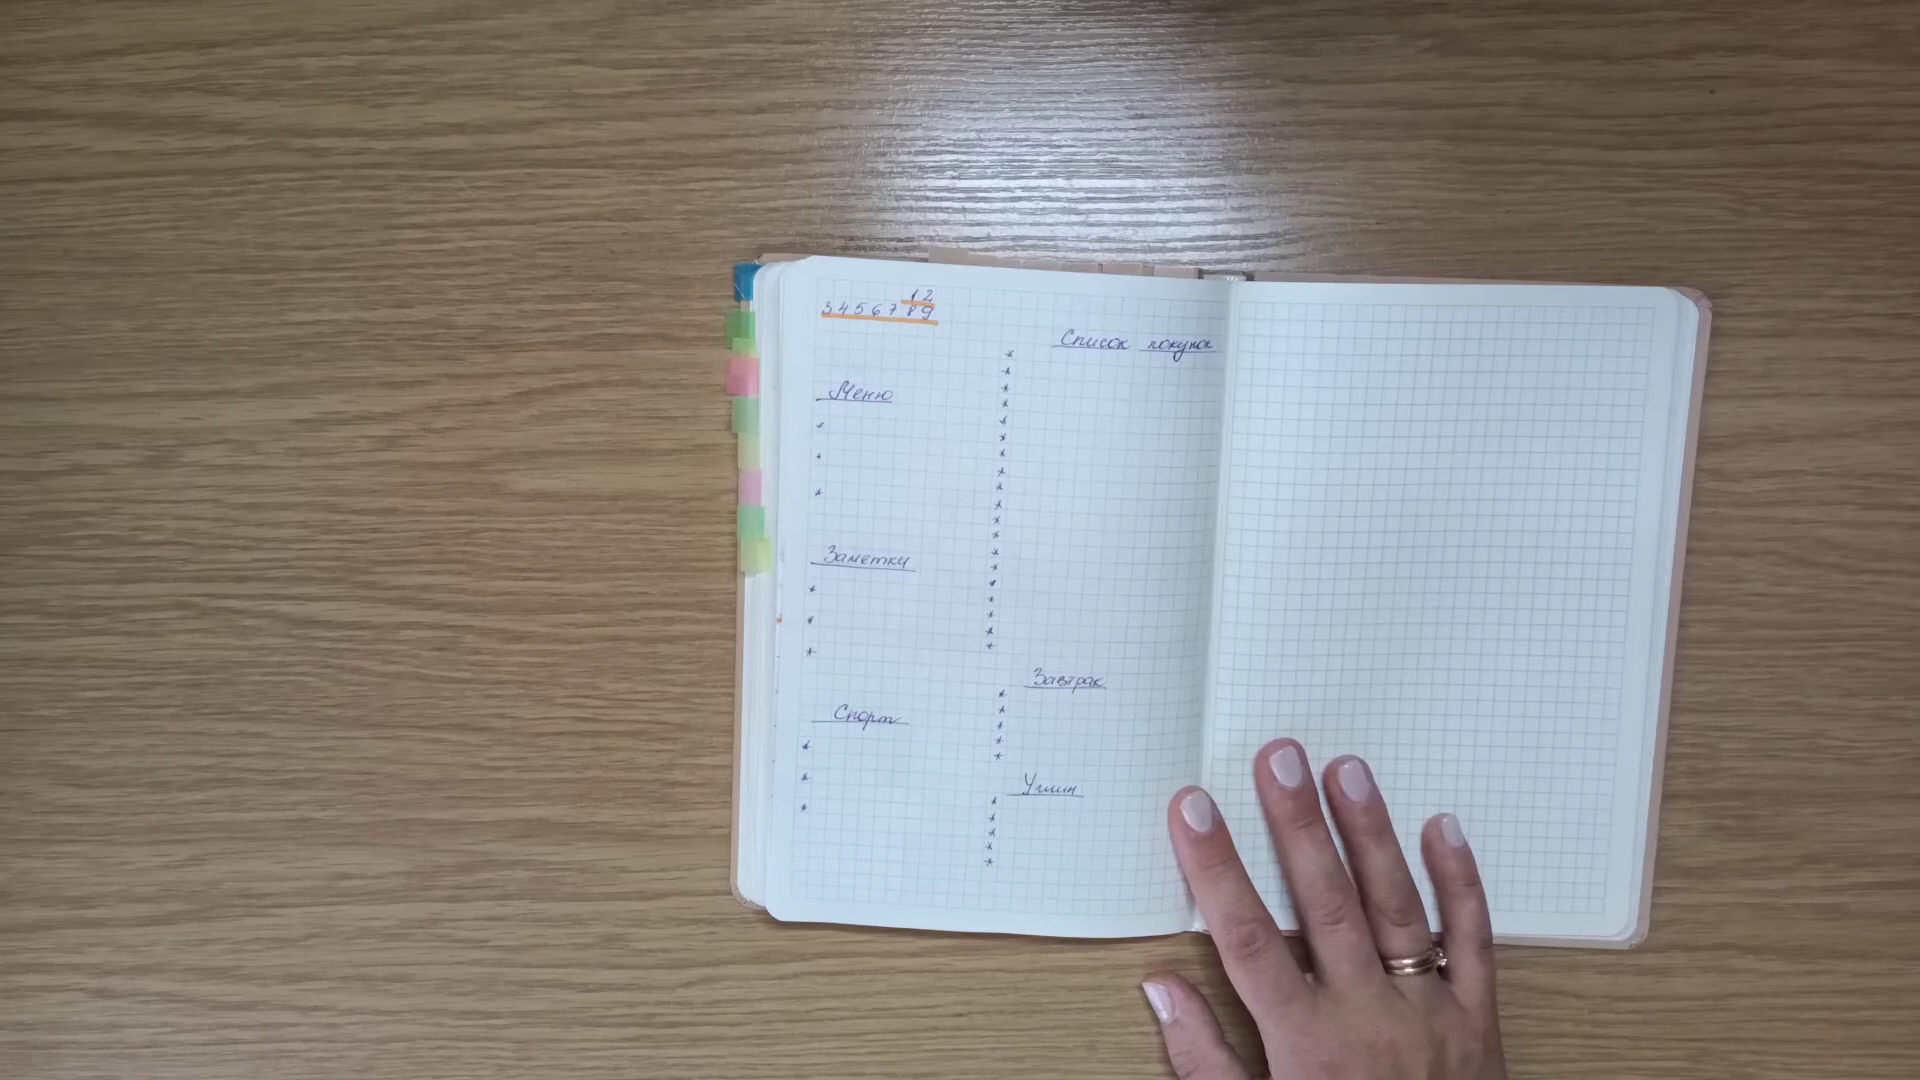 1 2
3 4 5 6 7 8 9
Список покупок
Меню
Заметки
Завтрак
Спорт
Ужин